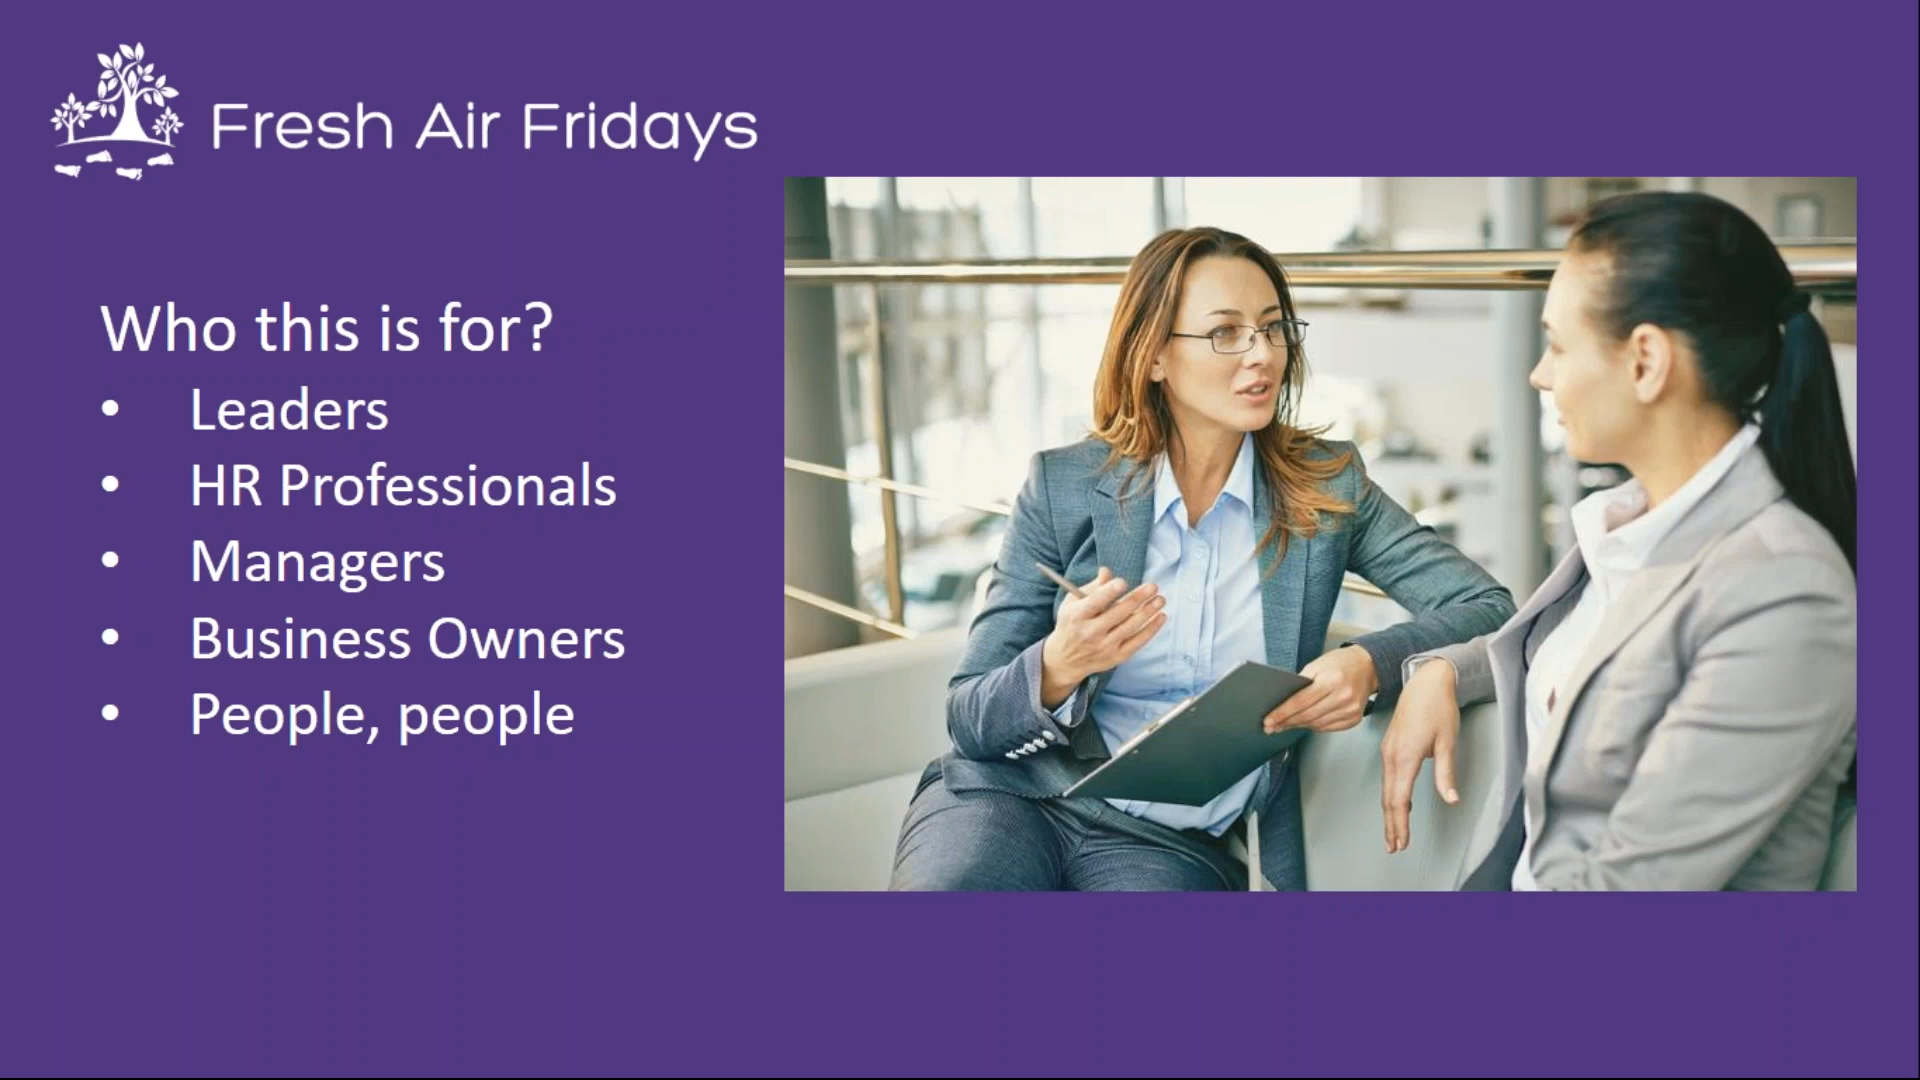 Fresh Air Fridays
Who this is for?
• Leaders
• HR Professionals
• Managers
• Business Owners
• People, people